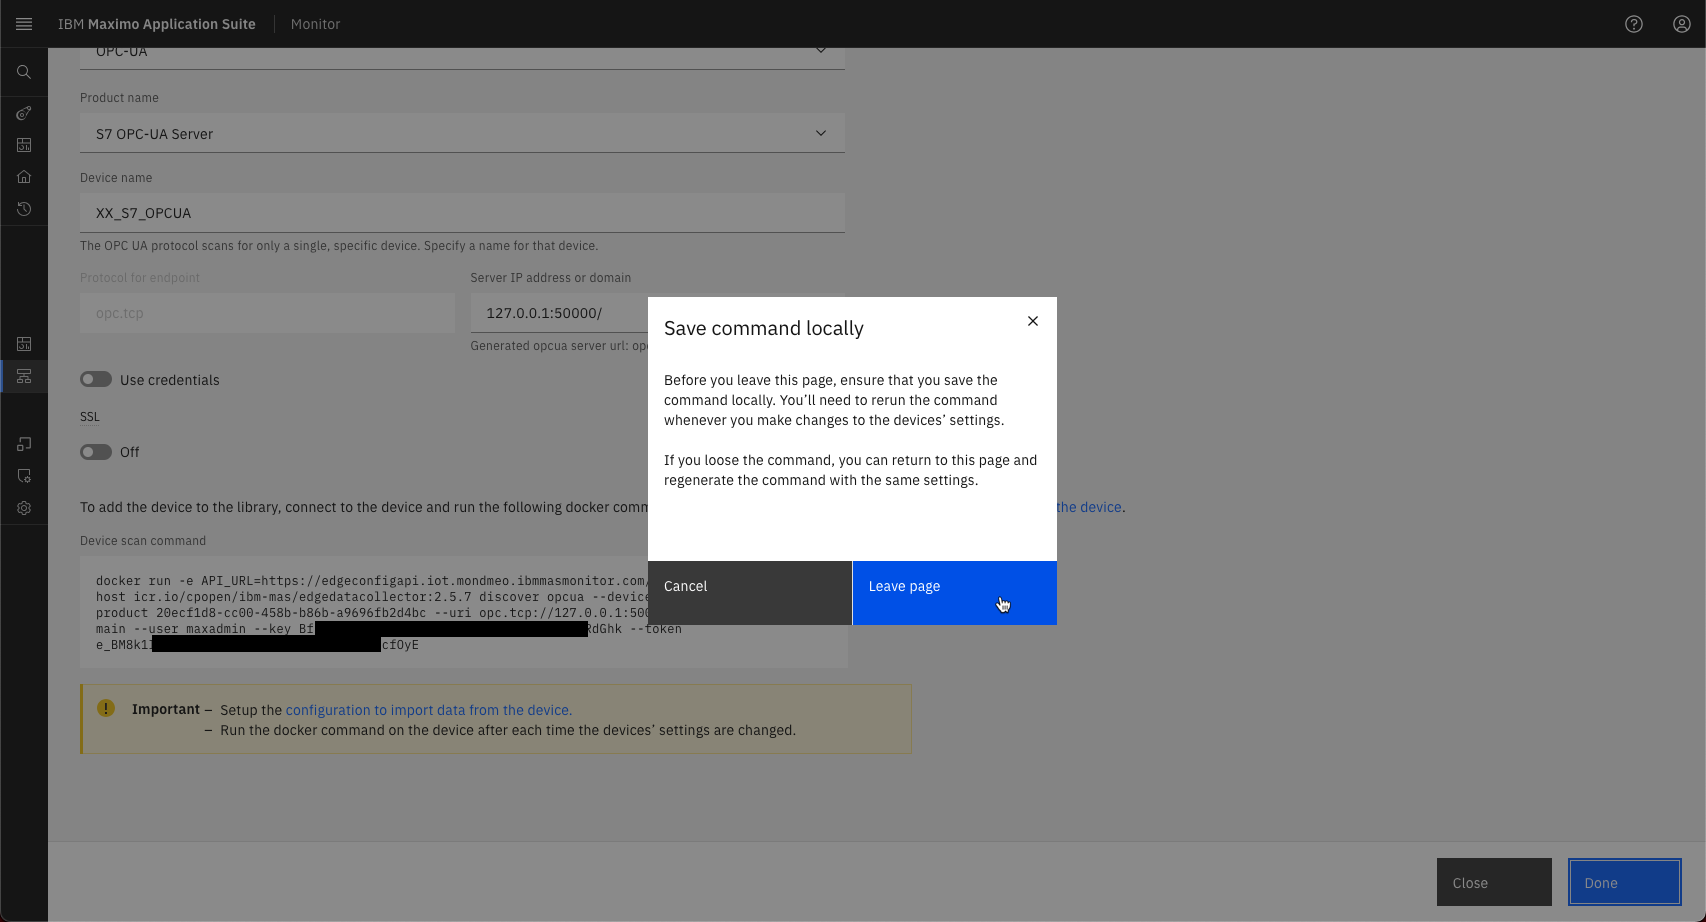 IBM Maximo Application Suite
Monitor
OPC-UA
Product name
S7 OPC-UA Server
Device name
XX_S7_OPCUA
The OPC UA protocol scans for only a single, specific device. Specify a name for that device.
Protocol for endpoint
Server IP address or domain
opc.tcp
127.0.0.1:50000/
Generated opcua server url:
Use credentials
SSL
Off
To add the device to the library, connect to the device and run the following docker
the device.
Device scan command
docker run -e API_URL=https://edgeconfigapi.iot.mondmeo.ibmmasmonitor.com/
host icr.io/cpopen/ibm-mas/edgedatacollector:2.5.7 discover opcua --device
product 20ecf1d8-cc00-458b-b86b-a9696fb2d4bc --uri opc.tcp://127.0.0.1:500
main --user maxadmin --key Bf RdGhk --token
e_BM8k1 cfOyE
Important – Setup the configuration to import data from the device.
– Run the docker command on the device after each time the devices’ settings are changed.
Save command locally
Before you leave this page, ensure that you save the
command locally. You’ll need to rerun the command
whenever you make changes to the devices’ settings.
If you loose the command, you can return to this page and
regenerate the command with the same settings.
Cancel
Leave page
Close
Done